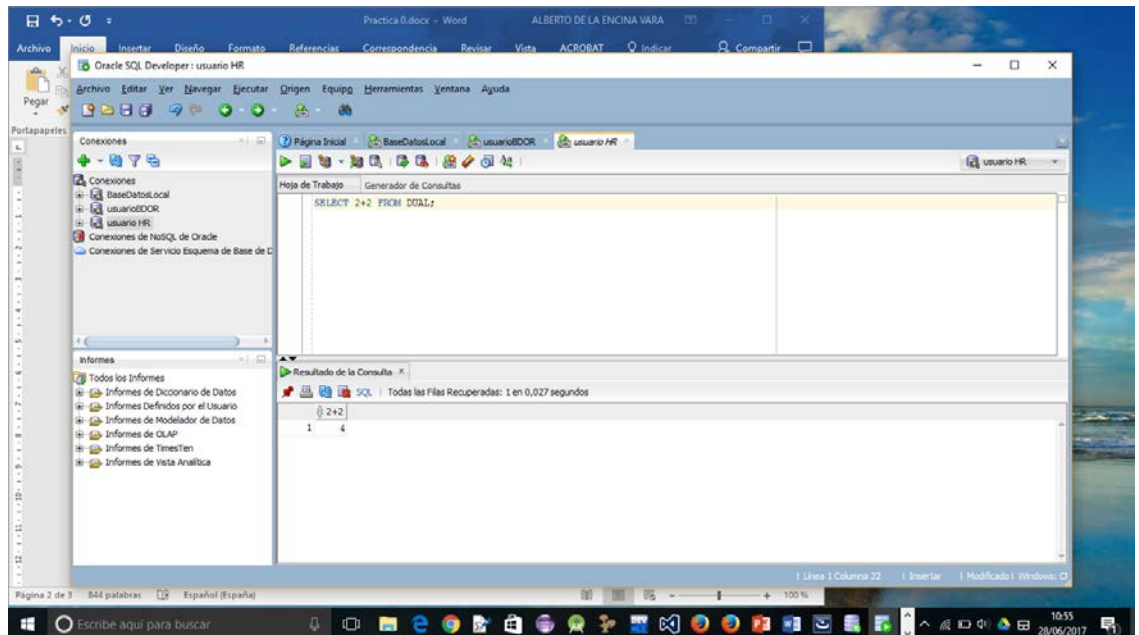 Practica 0.docx - Word
ALBERTO DE LA ENCINA VARA
Archivo Inicio Insertar Diseño Formato Referencias Correspondencia Revisar Vista ACROBAT Indicar Compartir
Pegar
Portapapeles
Oracle SQL Developer : usuario HR
Archivo Editar Ver Navegar Ejecutar Origen Equipo Herramientas Ventana Ayuda
Conexiones
Conexiones
BaseDatosLocal
usuarioBDOR
usuario HR
Conexiones de NoSQL de Oracle
Conexiones de Servicio Esquema de Base de D
Informes
Todos los Informes
Informes de Diccionario de Datos
Informes Definidos por el Usuario
Informes de Modelador de Datos
Informes de OLAP
Informes de TimesTen
Informes de Vista Analítica
Página Inicial BaseDatosLocal usuarioBDOR usuario HR
usuario HR
Hoja de Trabajo Generador de Consultas
SELECT 2+2 FROM DUAL;
Resultado de la Consulta
SQL | Todas las Filas Recuperadas: 1 en 0,027 segundos
2+2
1 4
| Línea 1 Columna 22 | Insertar | Modificado | Windows:
Página 2 de 3 844 palabras Español (España) 100 %
Escribe aquí para buscar
10:55
28/06/2017